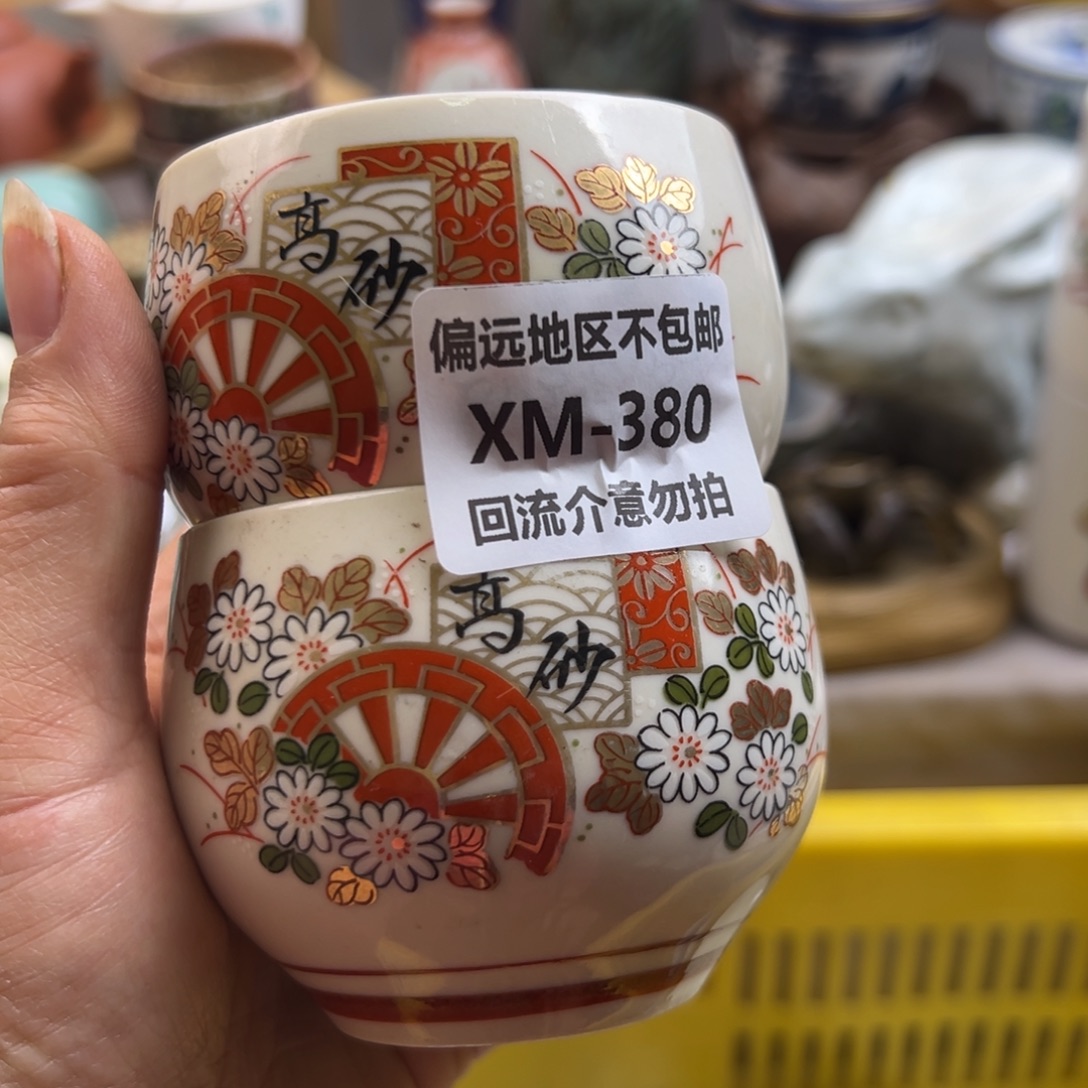 高砂
偏远地区不包邮
XM-380
回流介意勿拍
高砂